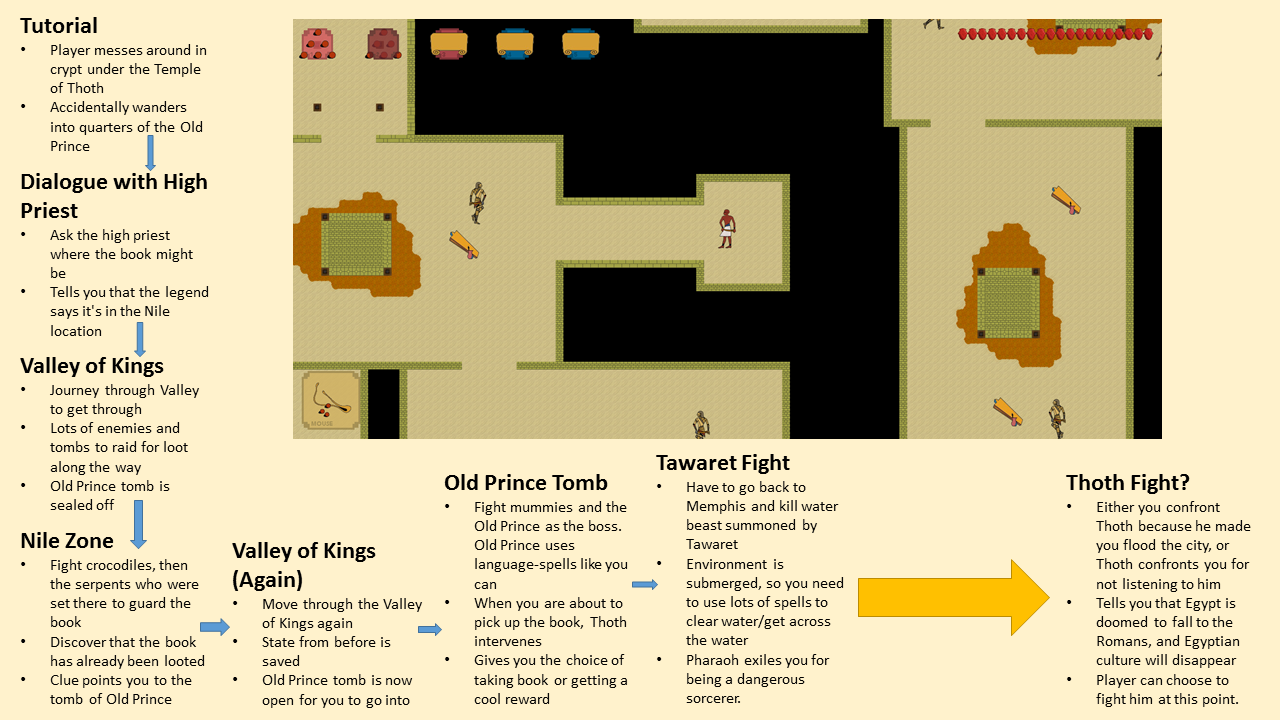 Tutorial
• Player messes around in
crypt under the Temple
of Thoth
• Accidentally wanders
into quarters of the Old
Prince
Dialogue with High
Priest
• Ask the high priest
where the book might
be
• Tells you that the legend
says it's in the Nile
location
Valley of Kings
• Journey through Valley
to get through
• Lots of enemies and
tombs to raid for loot
along the way
• Old Prince tomb is
sealed off
Nile Zone
• Fight crocodiles, then
the serpents who were
set there to guard the
book
• Discover that the book
has already been looted
• Clue points you to the
tomb of Old Prince
Valley of Kings
(Again)
• Move through the Valley
of Kings again
• State from before is
saved
• Old Prince tomb is now
open for you to go into
Old Prince Tomb
• Fight mummies and the
Old Prince as the boss.
Old Prince uses
language-spells like you
can
• When you are about to
pick up the book, Thoth
intervenes
• Gives you the choice of
taking book or getting a
cool reward
Tawaret Fight
• Have to go back to
Memphis and kill water
beast summoned by
Tawaret
• Environment is
submerged, so you need
to use lots of spells to
clear water/get across
the water
• Pharaoh exiles you for
being a dangerous
sorcerer.
Thoth Fight?
• Either you confront
Thoth because he made
you flood the city, or
Thoth confronts you for
not listening to him
• Tells you that Egypt is
doomed to fall to the
Romans, and Egyptian
culture will disappear
• Player can choose to
fight him at this point.
MOUSE